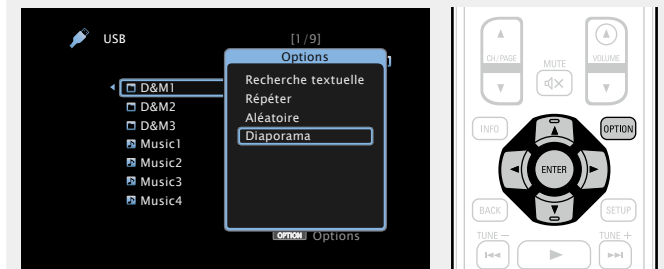 USB
[1/9]
Options
Recherche textuelle
Répéter
Aléatoire
Diaporama
D&M1
D&M2
D&M3
Music1
Music2
Music3
Music4
OPTION Options
CH/PAGE
MUTE
VOLUME
INFO
OPTION
ENTER
BACK
SETUP
TUNE –
TUNE +